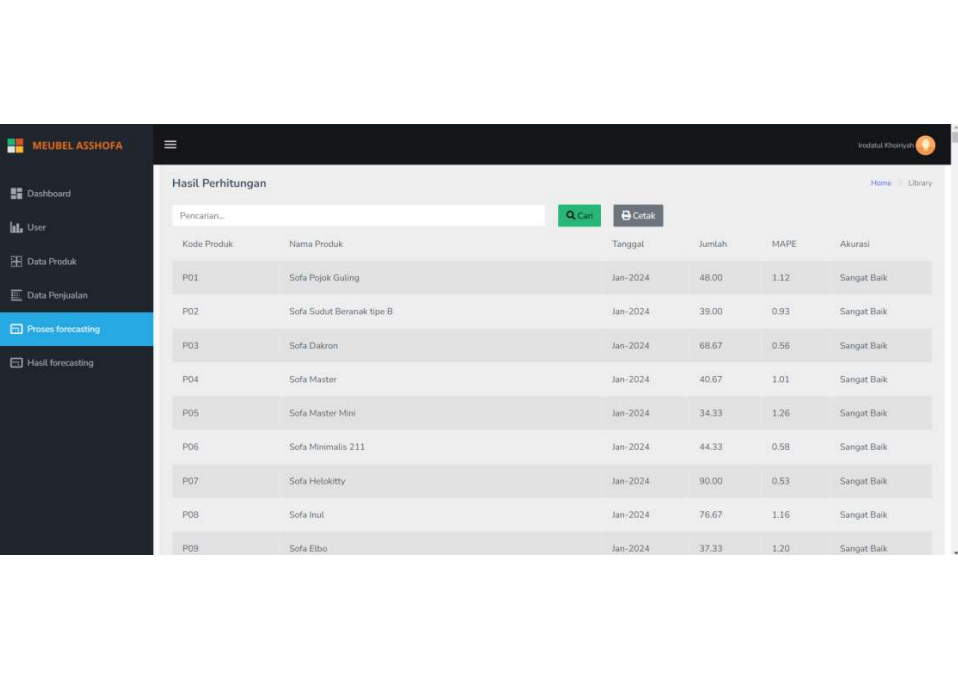 MEUBEL ASSHOFA
Irodatul Khoiriyah
Dashboard
User
Data Produk
Data Penjualan
Proses forecasting
Hasil forecasting
Hasil Perhitungan
Home > Library
Pencarian...
Cari
Cetak
Kode Produk Nama Produk Tanggal Jumlah MAPE Akurasi
P01 Sofa Pojok Guling Jan-2024 48.00 1.12 Sangat Baik
P02 Sofa Sudut Beranak tipe B Jan-2024 39.00 0.93 Sangat Baik
P03 Sofa Dakron Jan-2024 68.67 0.56 Sangat Baik
P04 Sofa Master Jan-2024 40.67 1.01 Sangat Baik
P05 Sofa Master Mini Jan-2024 34.33 1.26 Sangat Baik
P06 Sofa Minimalis 211 Jan-2024 44.33 0.58 Sangat Baik
P07 Sofa Helokitty Jan-2024 90.00 0.53 Sangat Baik
P08 Sofa Inul Jan-2024 76.67 1.16 Sangat Baik
P09 Sofa Elbo Jan-2024 37.33 1.20 Sangat Baik